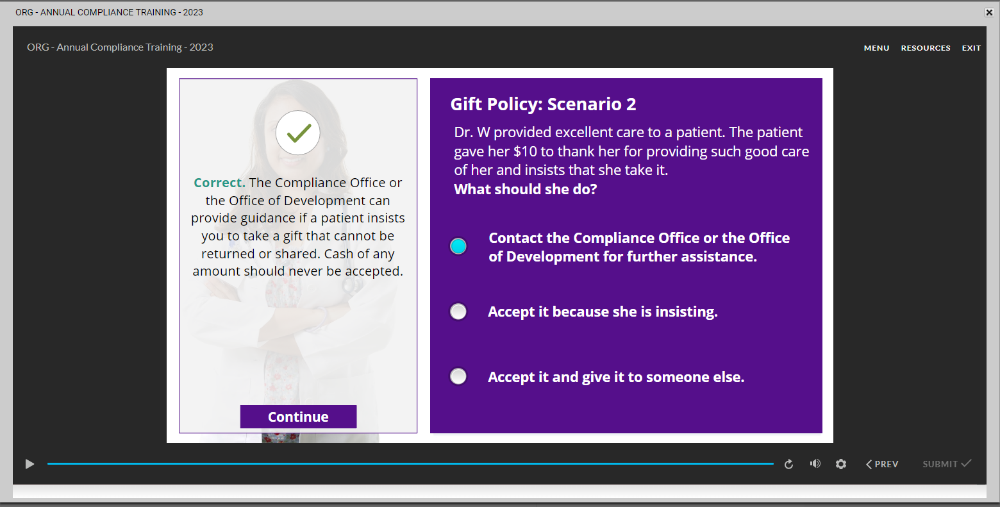 ORG - ANNUAL COMPLIANCE TRAINING - 2023
ORG - Annual Compliance Training - 2023
MENU RESOURCES EXIT
Correct. The Compliance Office or
the Office of Development can
provide guidance if a patient insists
you to take a gift that cannot be
returned or shared. Cash of any
amount should never be accepted.
Continue
Gift Policy: Scenario 2
Dr. W provided excellent care to a patient. The patient
gave her $10 to thank her for providing such good care
of her and insists that she take it.
What should she do?
Contact the Compliance Office or the Office
of Development for further assistance.
Accept it because she is insisting.
Accept it and give it to someone else.
PREV SUBMIT